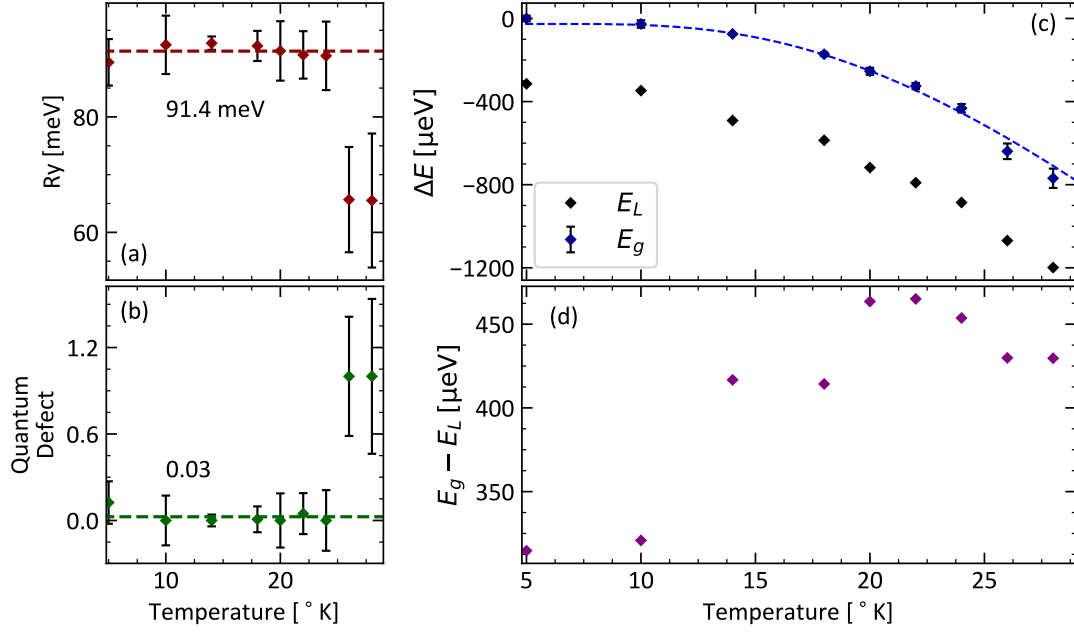 80
60
Ry [meV]
91.4 meV
(a)
1.2
0.6
0.0
Quantum
Defect
(b)
0.03
10
20
Temperature [°K]
0
−400
−800
−1200
ΔE [μeV]
(c)
E_L
E_g
450
400
350
E_g − E_L [μeV]
(d)
5
10
15
20
25
Temperature [°K]